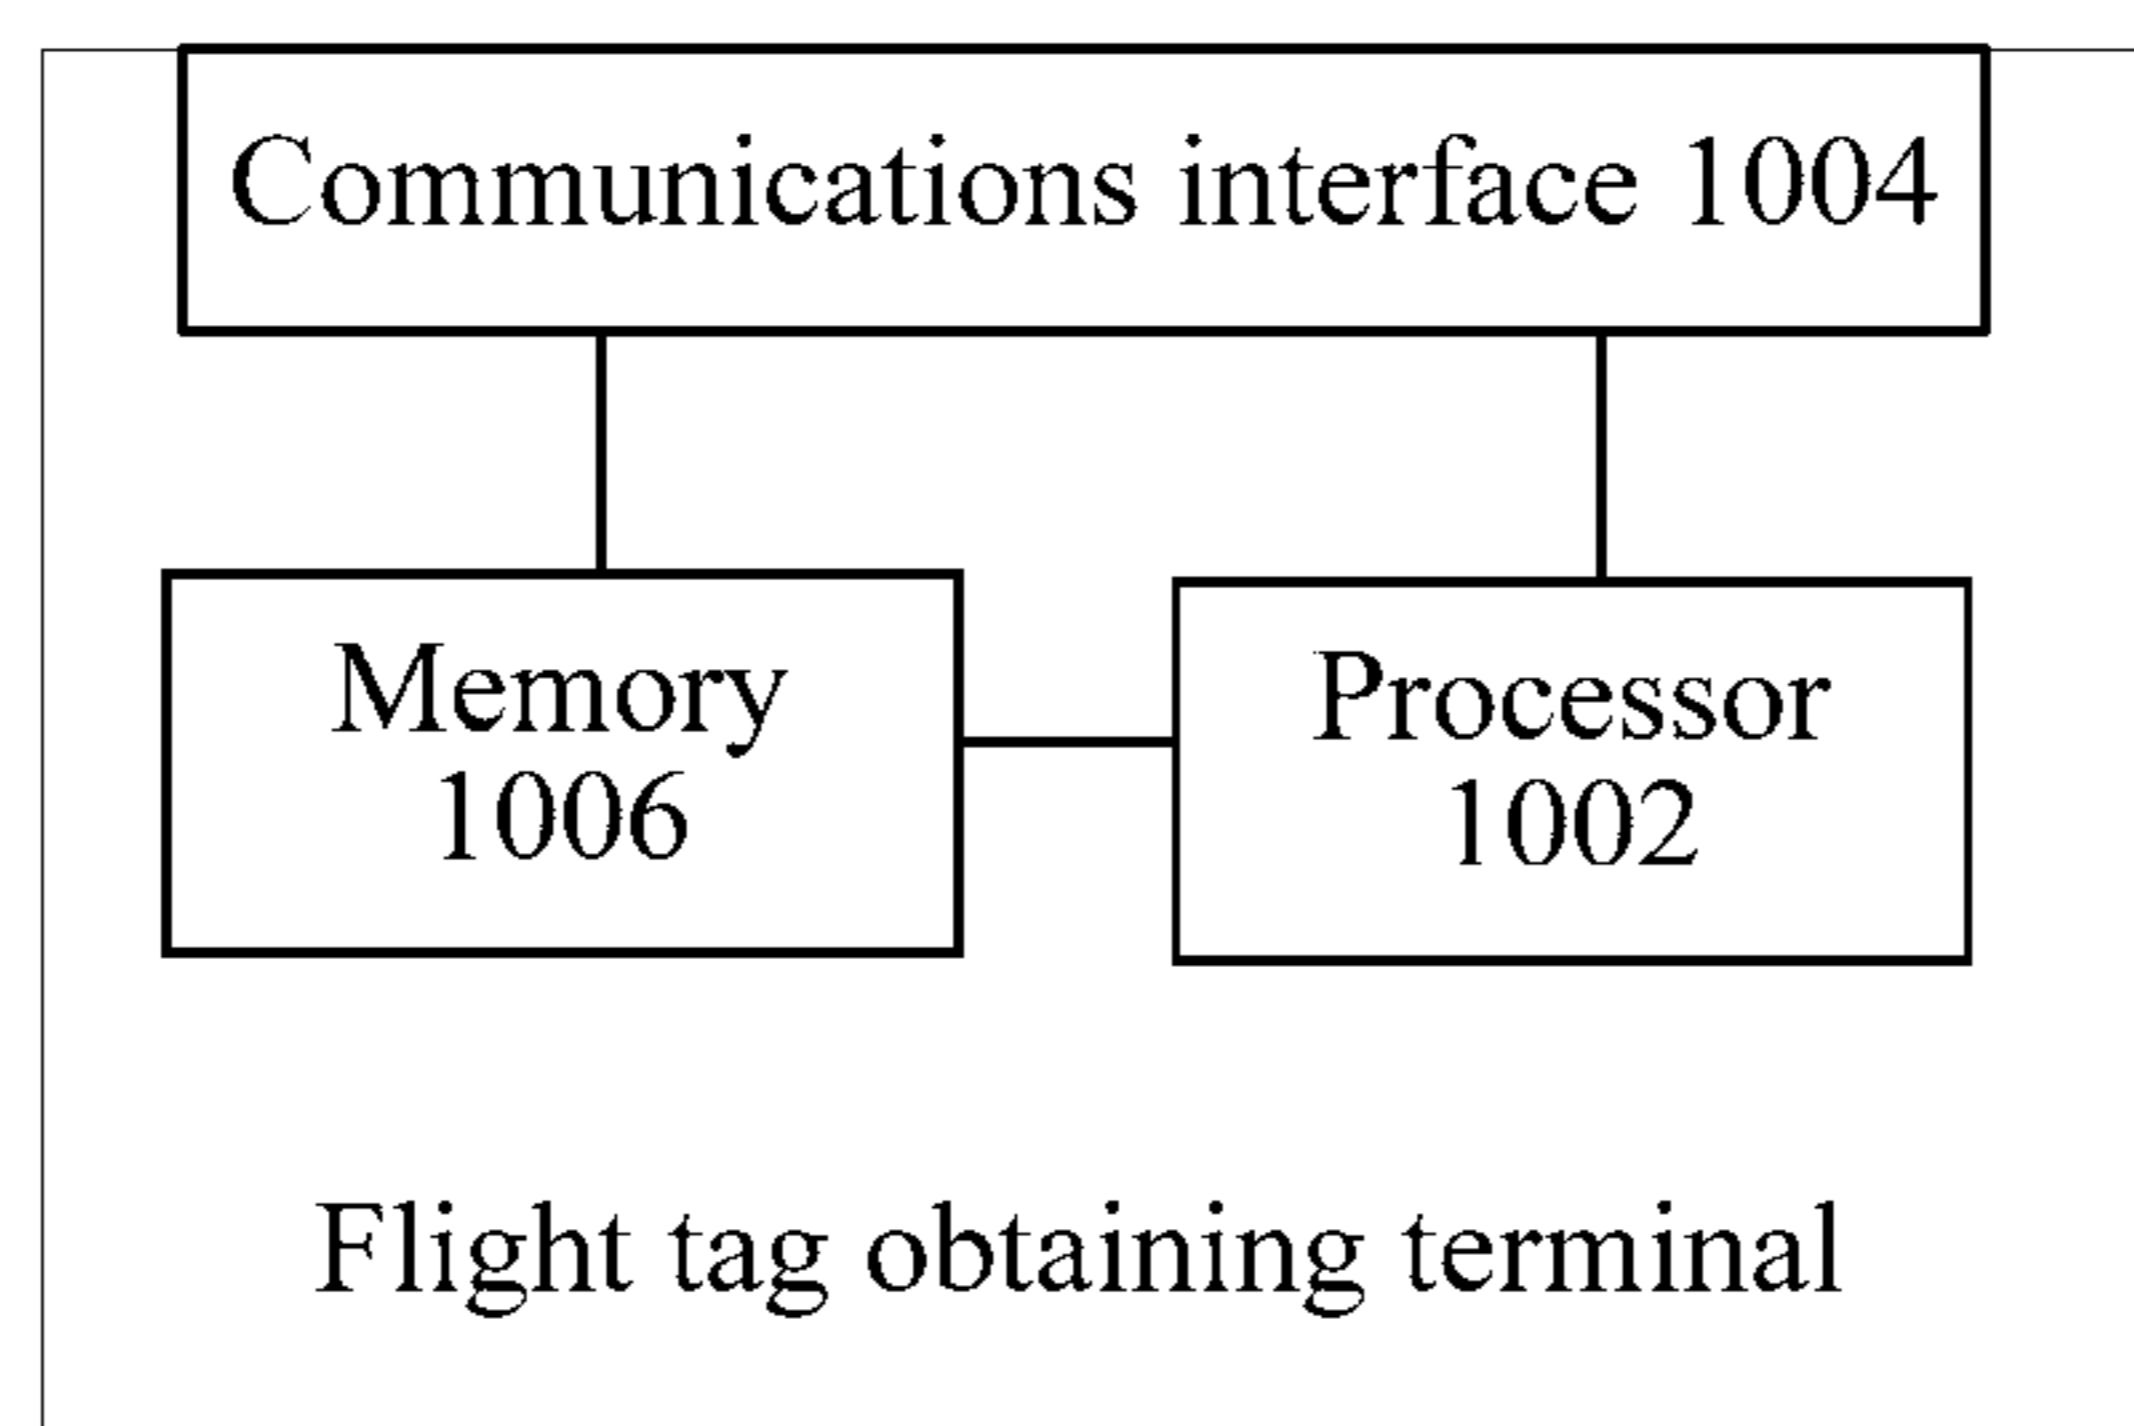 Communications interface 1004
Memory
1006
Processor
1002
Flight tag obtaining terminal